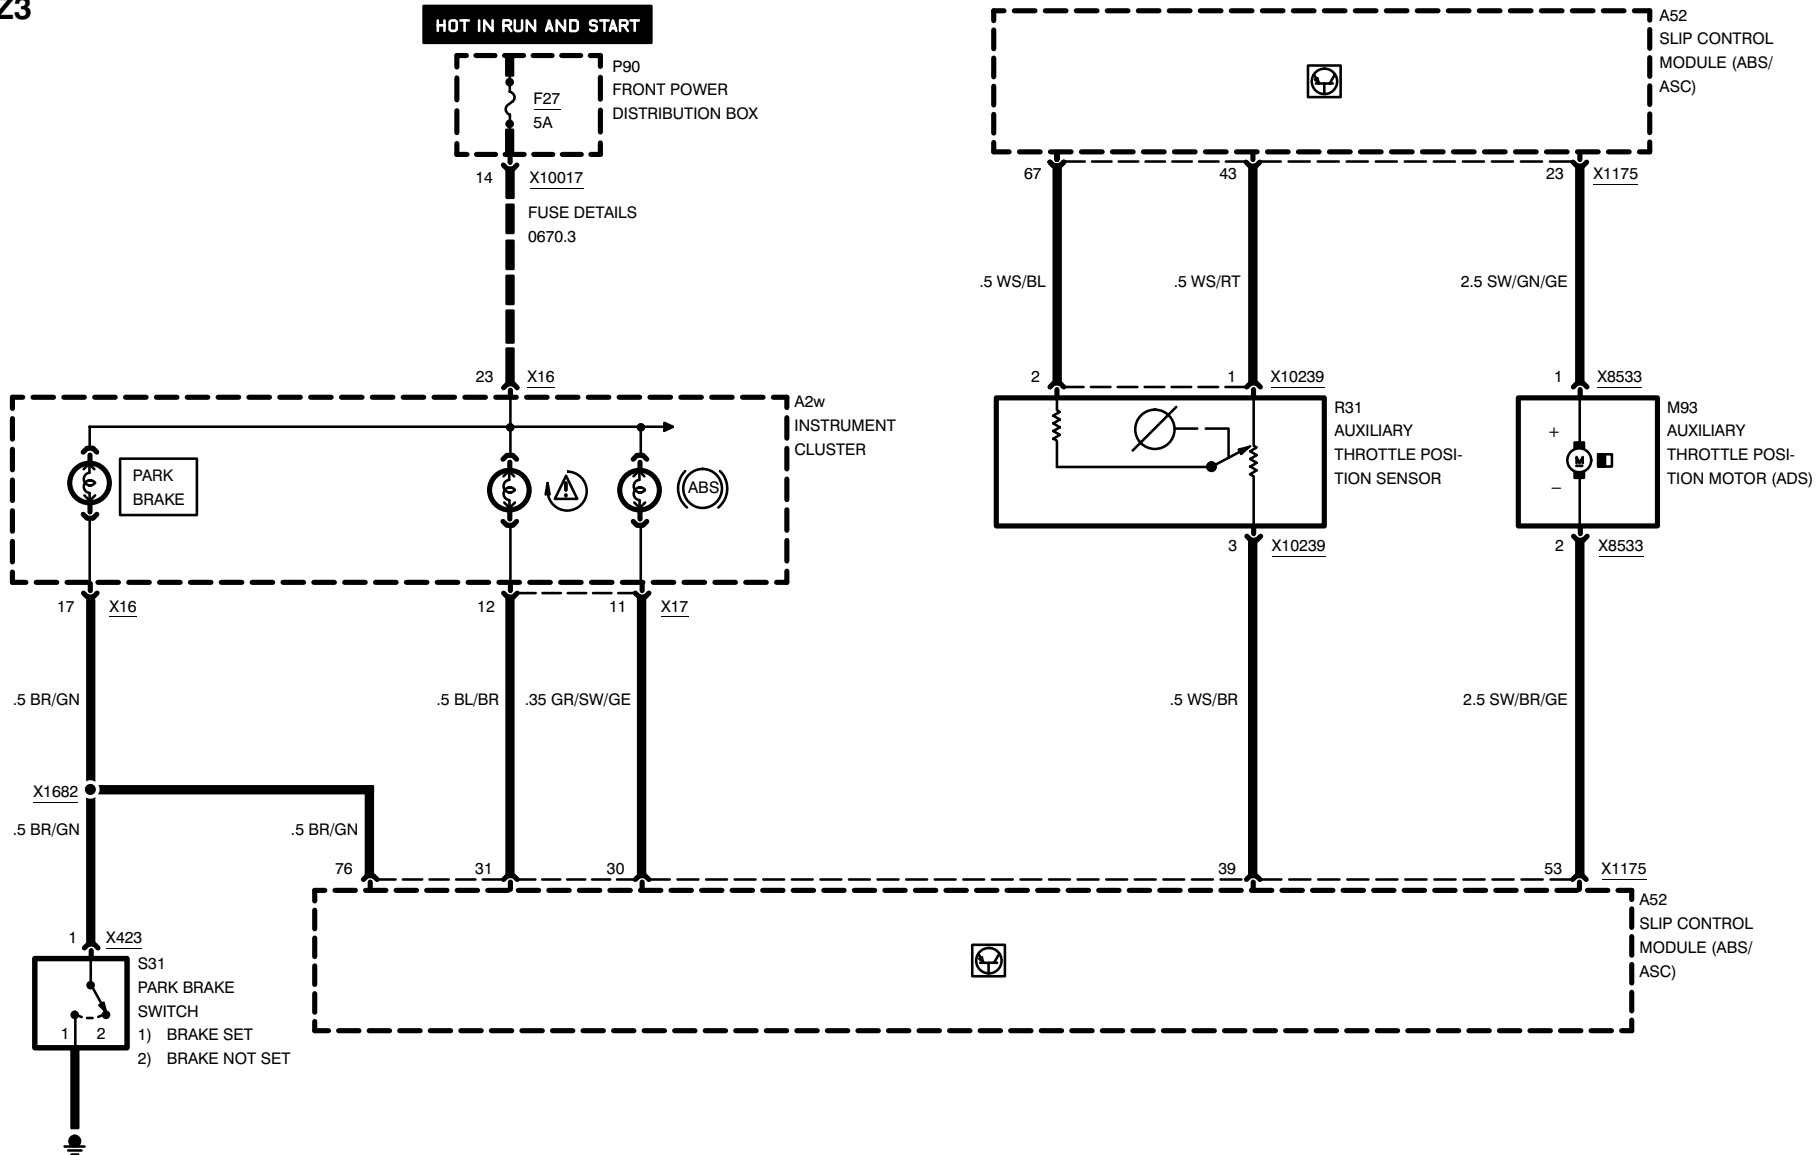 Z3
HOT IN RUN AND START
P90
FRONT POWER
DISTRIBUTION BOX
F27
5A
14 X10017
FUSE DETAILS
0670.3
23 X16
A2w
INSTRUMENT
CLUSTER
PARK
BRAKE
ABS
17 X16
12 11 X17
.5 BR/GN
.5 BL/BR
.35 GR/SW/GE
X1682
.5 BR/GN
.5 BR/GN
1 X423
S31
PARK BRAKE
SWITCH
1) BRAKE SET
2) BRAKE NOT SET
1 2
A52
SLIP CONTROL
MODULE (ABS/
ASC)
67 43 23 X1175
.5 WS/BL
.5 WS/RT
2.5 SW/GN/GE
2 1 X10239
1 X8533
R31
AUXILIARY
THROTTLE POSI-
TION SENSOR
M93
AUXILIARY
THROTTLE POSI-
TION MOTOR (ADS)
+
M
−
3 X10239
2 X8533
.5 WS/BR
2.5 SW/BR/GE
76 31 30 39 53 X1175
A52
SLIP CONTROL
MODULE (ABS/
ASC)